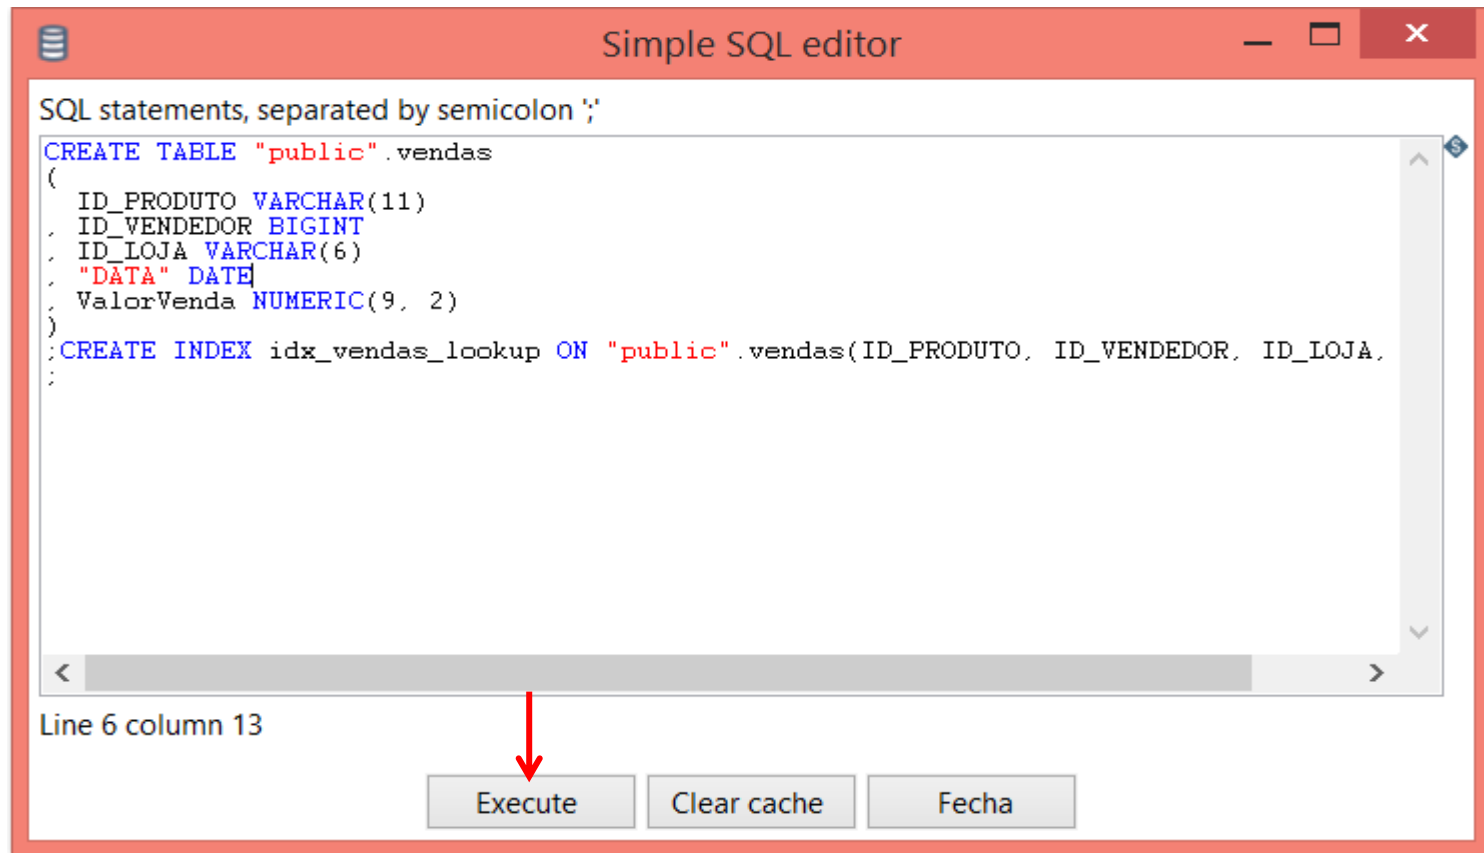 Simple SQL editor
SQL statements, separated by semicolon ';'
CREATE TABLE "public".vendas
(
  ID_PRODUTO VARCHAR(11)
, ID_VENDEDOR BIGINT
, ID_LOJA VARCHAR(6)
, "DATA" DATE
, ValorVenda NUMERIC(9, 2)
)
;CREATE INDEX idx_vendas_lookup ON "public".vendas(ID_PRODUTO, ID_VENDEDOR, ID_LOJA,
;
Line 6 column 13
Execute
Clear cache
Fecha